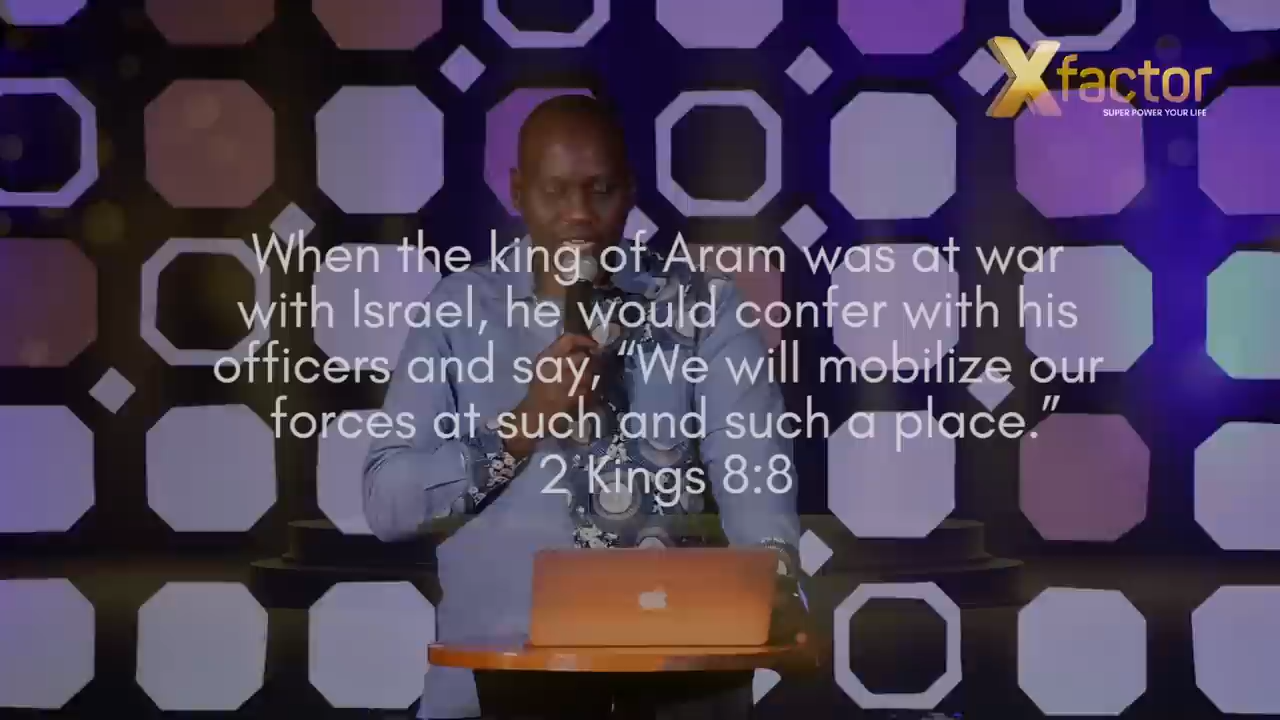 Xfactor
SUPER POWER YOUR LIFE
When the king of Aram was at war
with Israel, he would confer with his
officers and say, “We will mobilize our
forces at such and such a place.”
2 Kings 8:8